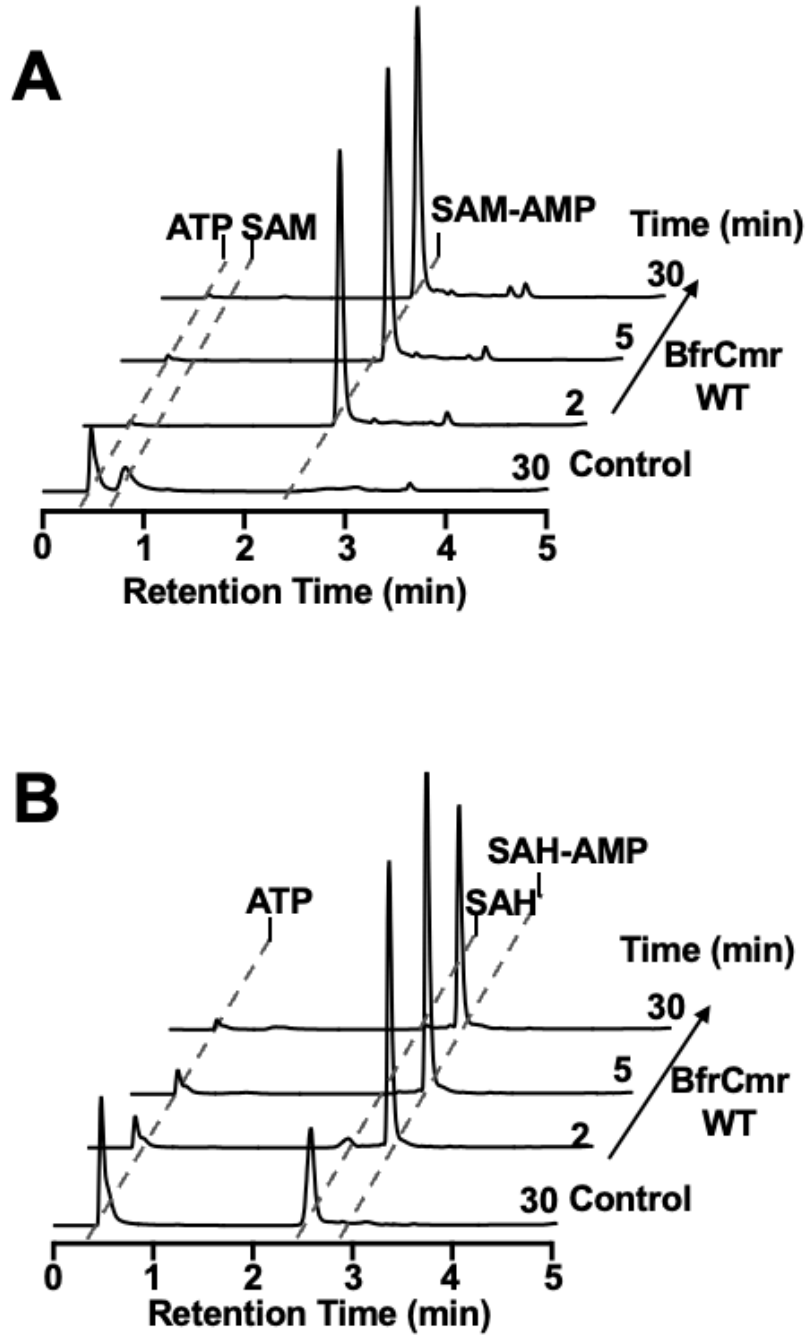 A
ATP SAM
SAM-AMP
Time (min)
30
5
BfrCmr
WT
2
30 Control
0 1 2 3 4 5
Retention Time (min)
B
SAH-AMP
ATP
SAH
Time (min)
30
5
BfrCmr
WT
2
30 Control
0 1 2 3 4 5
Retention Time (min)